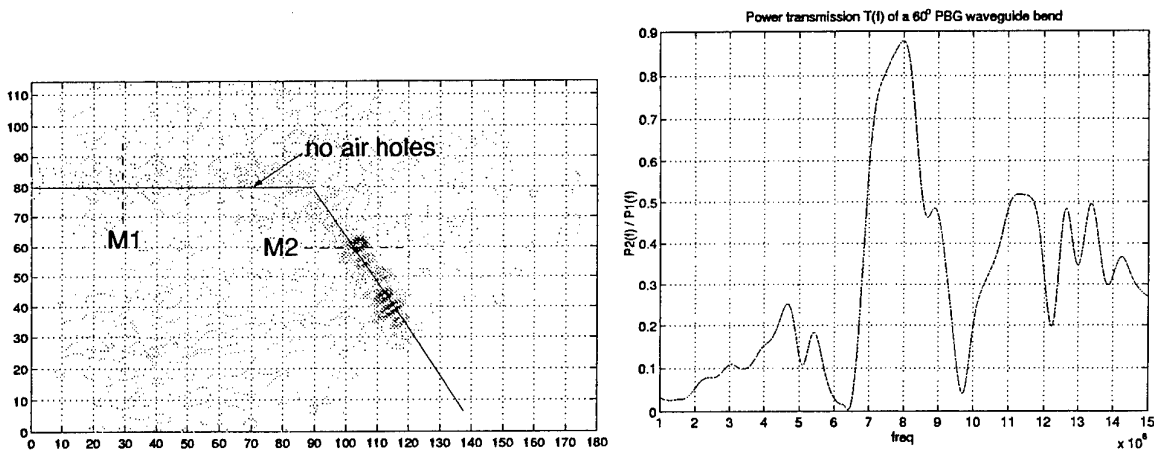 110
100
90
80
70
60
50
40
30
20
10
0
0 10 20 30 40 50 60 70 80 90 100 110 120 130 140 150 160 170 180
no air holes
M1
M2
Power transmission T(f) of a 60⁰ PBG waveguide bend
P2(f) / P1(f)
0.9
0.8
0.7
0.6
0.5
0.4
0.3
0.2
0.1
0
1 2 3 4 5 6 7 8 9 10 11 12 13 14 15
freq